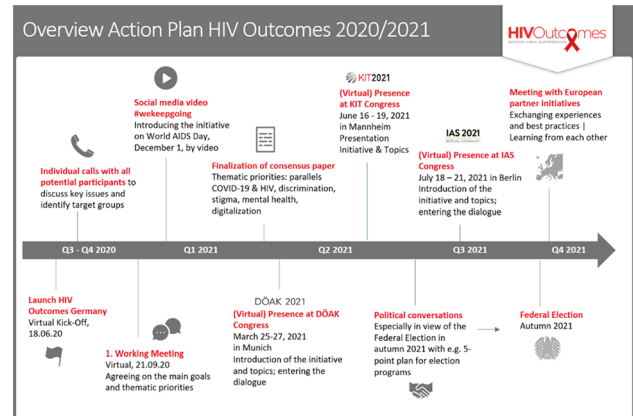 Overview Action Plan HIV Outcomes 2020/2021
HIVOutcomes
BEYOND VIRAL SUPPRESSION
Individual calls with all
potential participants to
discuss key issues and
identify target groups
Social media video
#wekeepgoing
Introducing the initiative
on World AIDS Day,
December 1, by video
Finalization of consensus paper
Thematic priorities: parallels
COVID-19 & HIV, discrimination,
stigma, mental health,
digitalization
KIT2021
(Virtual) Presence
at KIT Congress
June 16 - 19, 2021
in Mannheim
Presentation
Initiative & Topics
IAS 2021
BERLIN, GERMANY
(Virtual) Presence at IAS
Congress
July 18 – 21, 2021 in Berlin
Introduction of the
initiative and topics;
entering the dialogue
Meeting with European
partner initiatives
Exchanging experiences
and best practices |
Learning from each other
Q3 - Q4 2020
Q1 2021
Q2 2021
Q3 2021
Q4 2021
Launch HIV
Outcomes Germany
Virtual Kick-Off,
18.06.20
1. Working Meeting
Virtual, 21.09.20
Agreeing on the main goals
and thematic priorities
DÖAK 2021
(Virtual) Presence at DÖAK
Congress
March 25-27, 2021
in Munich
Introduction of the initiative
and topics; entering the
dialogue
Political conversations
Especially in view of the
Federal Election in
autumn 2021 with e.g. 5-
point plan for election
programs
Federal Election
Autumn 2021